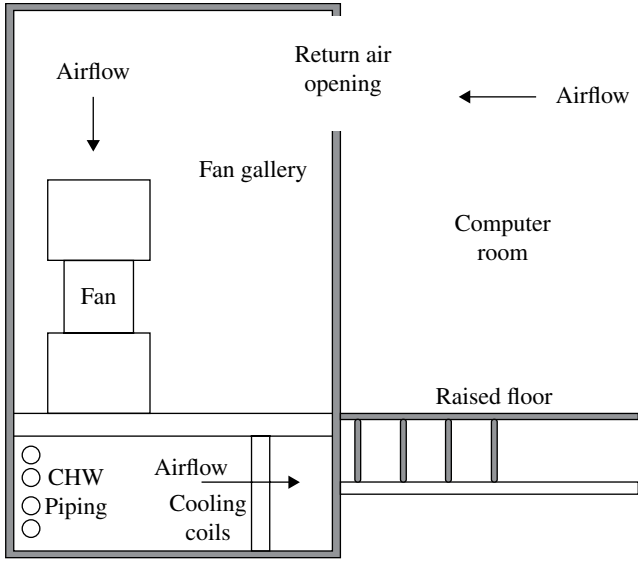 Return air
opening
Airflow
Airflow
Fan gallery
Computer
room
Fan
Raised floor
Airflow
CHW
Piping
Cooling
coils